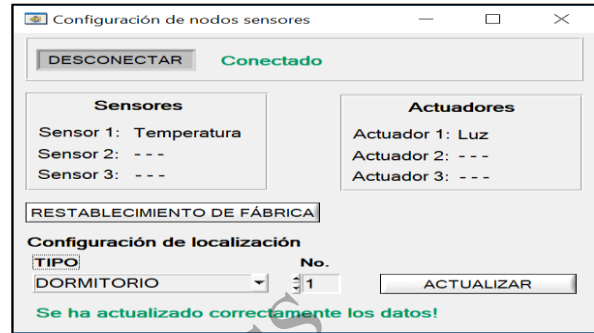 Configuración de nodos sensores
DESCONECTAR Conectado
Sensores
Sensor 1: Temperatura
Sensor 2: - - -
Sensor 3: - - -
Actuadores
Actuador 1: Luz
Actuador 2: - - -
Actuador 3: - - -
RESTABLECIMIENTO DE FÁBRICA
Configuración de localización
TIPO No.
DORMITORIO 1 ACTUALIZAR
Se ha actualizado correctamente los datos!